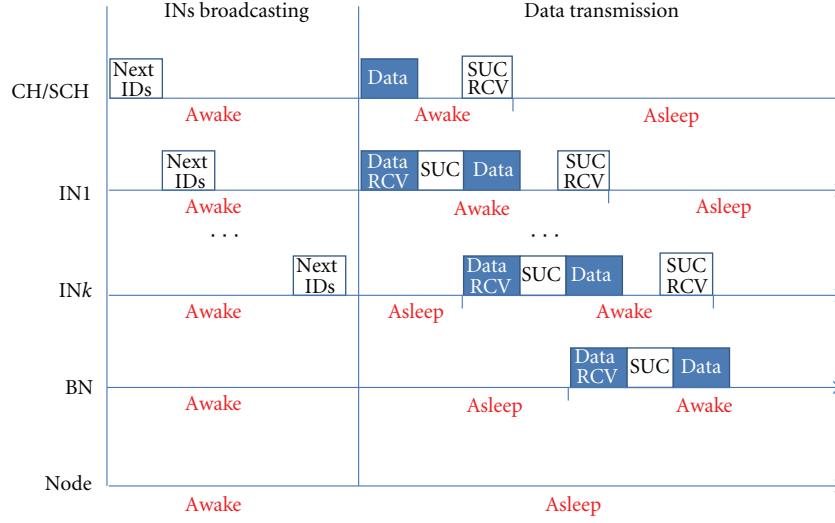 INs broadcasting Data transmission
CH/SCH
Next
IDs
Data
SUC
RCV
Awake Awake Asleep
IN1
Next
IDs
Data
RCV
SUC
Data
SUC
RCV
Awake Awake Asleep
... ...
INk
Next
IDs
Data
RCV
SUC
Data
SUC
RCV
Awake Asleep Awake
BN
Data
RCV
SUC
Data
Awake Asleep Awake
Node
Awake Asleep